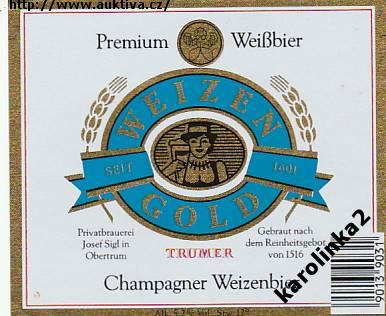 http://www.auktiva.cz/
Premium Weißbier
WEIZEN
SEIT 1601
GOLD
Privatbrauerei
Josef Sigl in
Obertrum
TRUMER
Gebraut nach
dem Reinheitsgebot
von 1516
Champagner Weizenbier
karolinka2
9013 9031